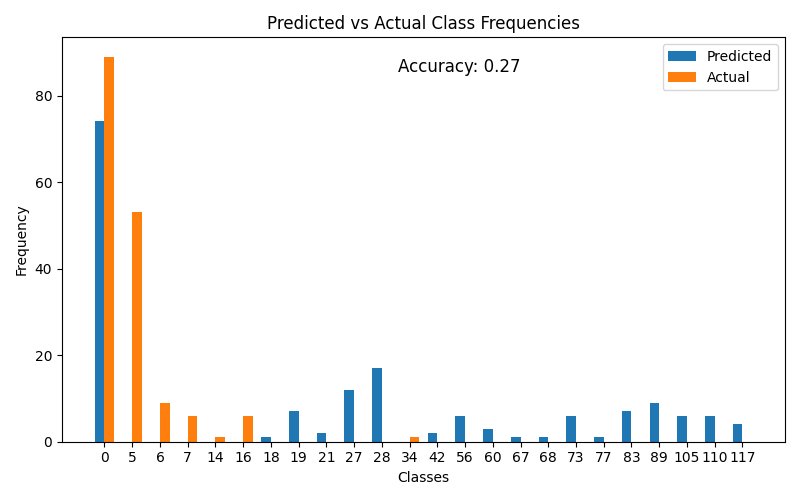 Predicted vs Actual Class Frequencies
Accuracy: 0.27
Predicted
Actual
Frequency
80
60
40
20
0
0 5 6 7 14 16 18 19 21 27 28 34 42 56 60 67 68 73 77 83 89 105 110 117
Classes